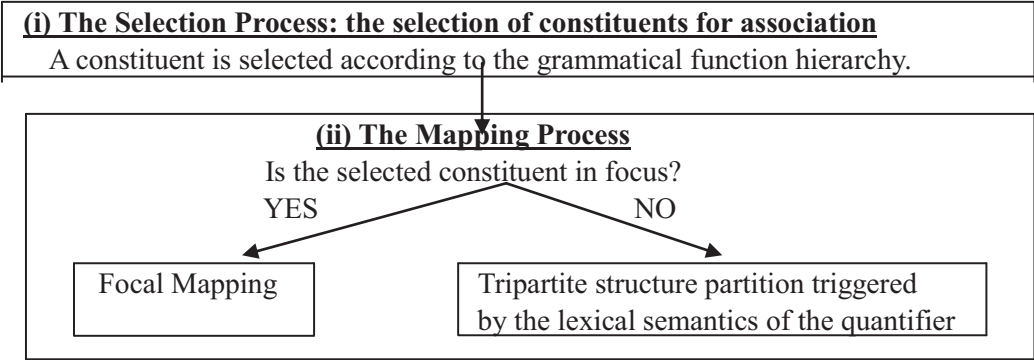 (i) The Selection Process: the selection of constituents for association
A constituent is selected according to the grammatical function hierarchy.
(ii) The Mapping Process
Is the selected constituent in focus?
YES NO
Focal Mapping
Tripartite structure partition triggered
by the lexical semantics of the quantifier